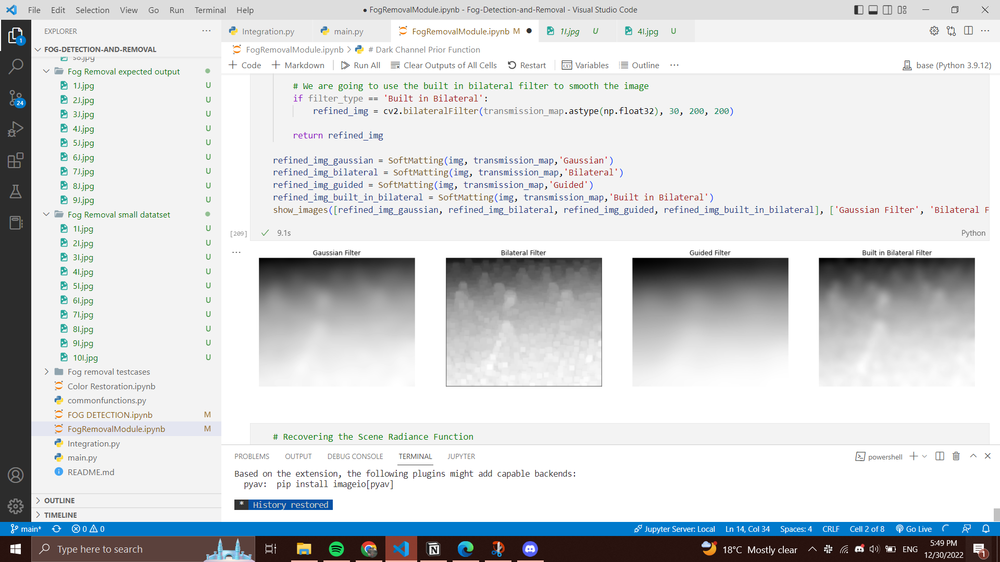 File Edit Selection View Go Run Terminal Help
● FogRemovalModule.ipynb - Fog-Detection-and-Removal - Visual Studio Code
EXPLORER
FOG-DETECTION-AND-REMOVAL
s8.jpg
Fog Removal expected output
1J.jpg U
2J.jpg U
3J.jpg U
4J.jpg U
5J.jpg U
6J.jpg U
7J.jpg U
8J.jpg U
9J.jpg U
Fog Removal small datatset
1I.jpg U
2I.jpg U
3I.jpg U
4I.jpg U
5I.jpg U
6I.jpg U
7I.jpg U
8I.jpg U
9I.jpg U
10I.jpg U
Fog removal testcases
Color Restoration.ipynb
commonfunctions.py
FOG DETECTION.ipynb M
FogRemovalModule.ipynb M
Integration.py
main.py
README.md
OUTLINE
TIMELINE
1
24
Integration.py main.py FogRemovalModule.ipynb M 1I.jpg U 4I.jpg U
FogRemovalModule.ipynb > # Dark Channel Prior Function
Code Markdown Run All Clear Outputs of All Cells Restart Variables Outline ... base (Python 3.9.12)
# We are going to use the built in bilateral filter to smooth the image
if filter_type == 'Built in Bilateral':
refined_img = cv2.bilateralFilter(transmission_map.astype(np.float32), 30, 200, 200)
return refined_img
refined_img_gaussian = SoftMatting(img, transmission_map,'Gaussian')
refined_img_bilateral = SoftMatting(img, transmission_map,'Bilateral')
refined_img_guided = SoftMatting(img, transmission_map,'Guided')
refined_img_built_in_bilateral = SoftMatting(img, transmission_map,'Built in Bilateral')
show_images([refined_img_gaussian, refined_img_bilateral, refined_img_guided, refined_img_built_in_bilateral], ['Gaussian Filter', 'Bilateral F
[209] 9.1s Python
Gaussian Filter Bilateral Filter Guided Filter Built in Bilateral Filter
# Recovering the Scene Radiance Function
PROBLEMS OUTPUT DEBUG CONSOLE TERMINAL JUPYTER powershell
Based on the extension, the following plugins might add capable backends:
pyav: pip install imageio[pyav]
* History restored
main* 0 0 Jupyter Server: Local Ln 14, Col 34 Spaces: 4 CRLF Cell 2 of 8 Go Live
Type here to search 18°C Mostly clear ENG 5:49 PM
12/30/2022
1